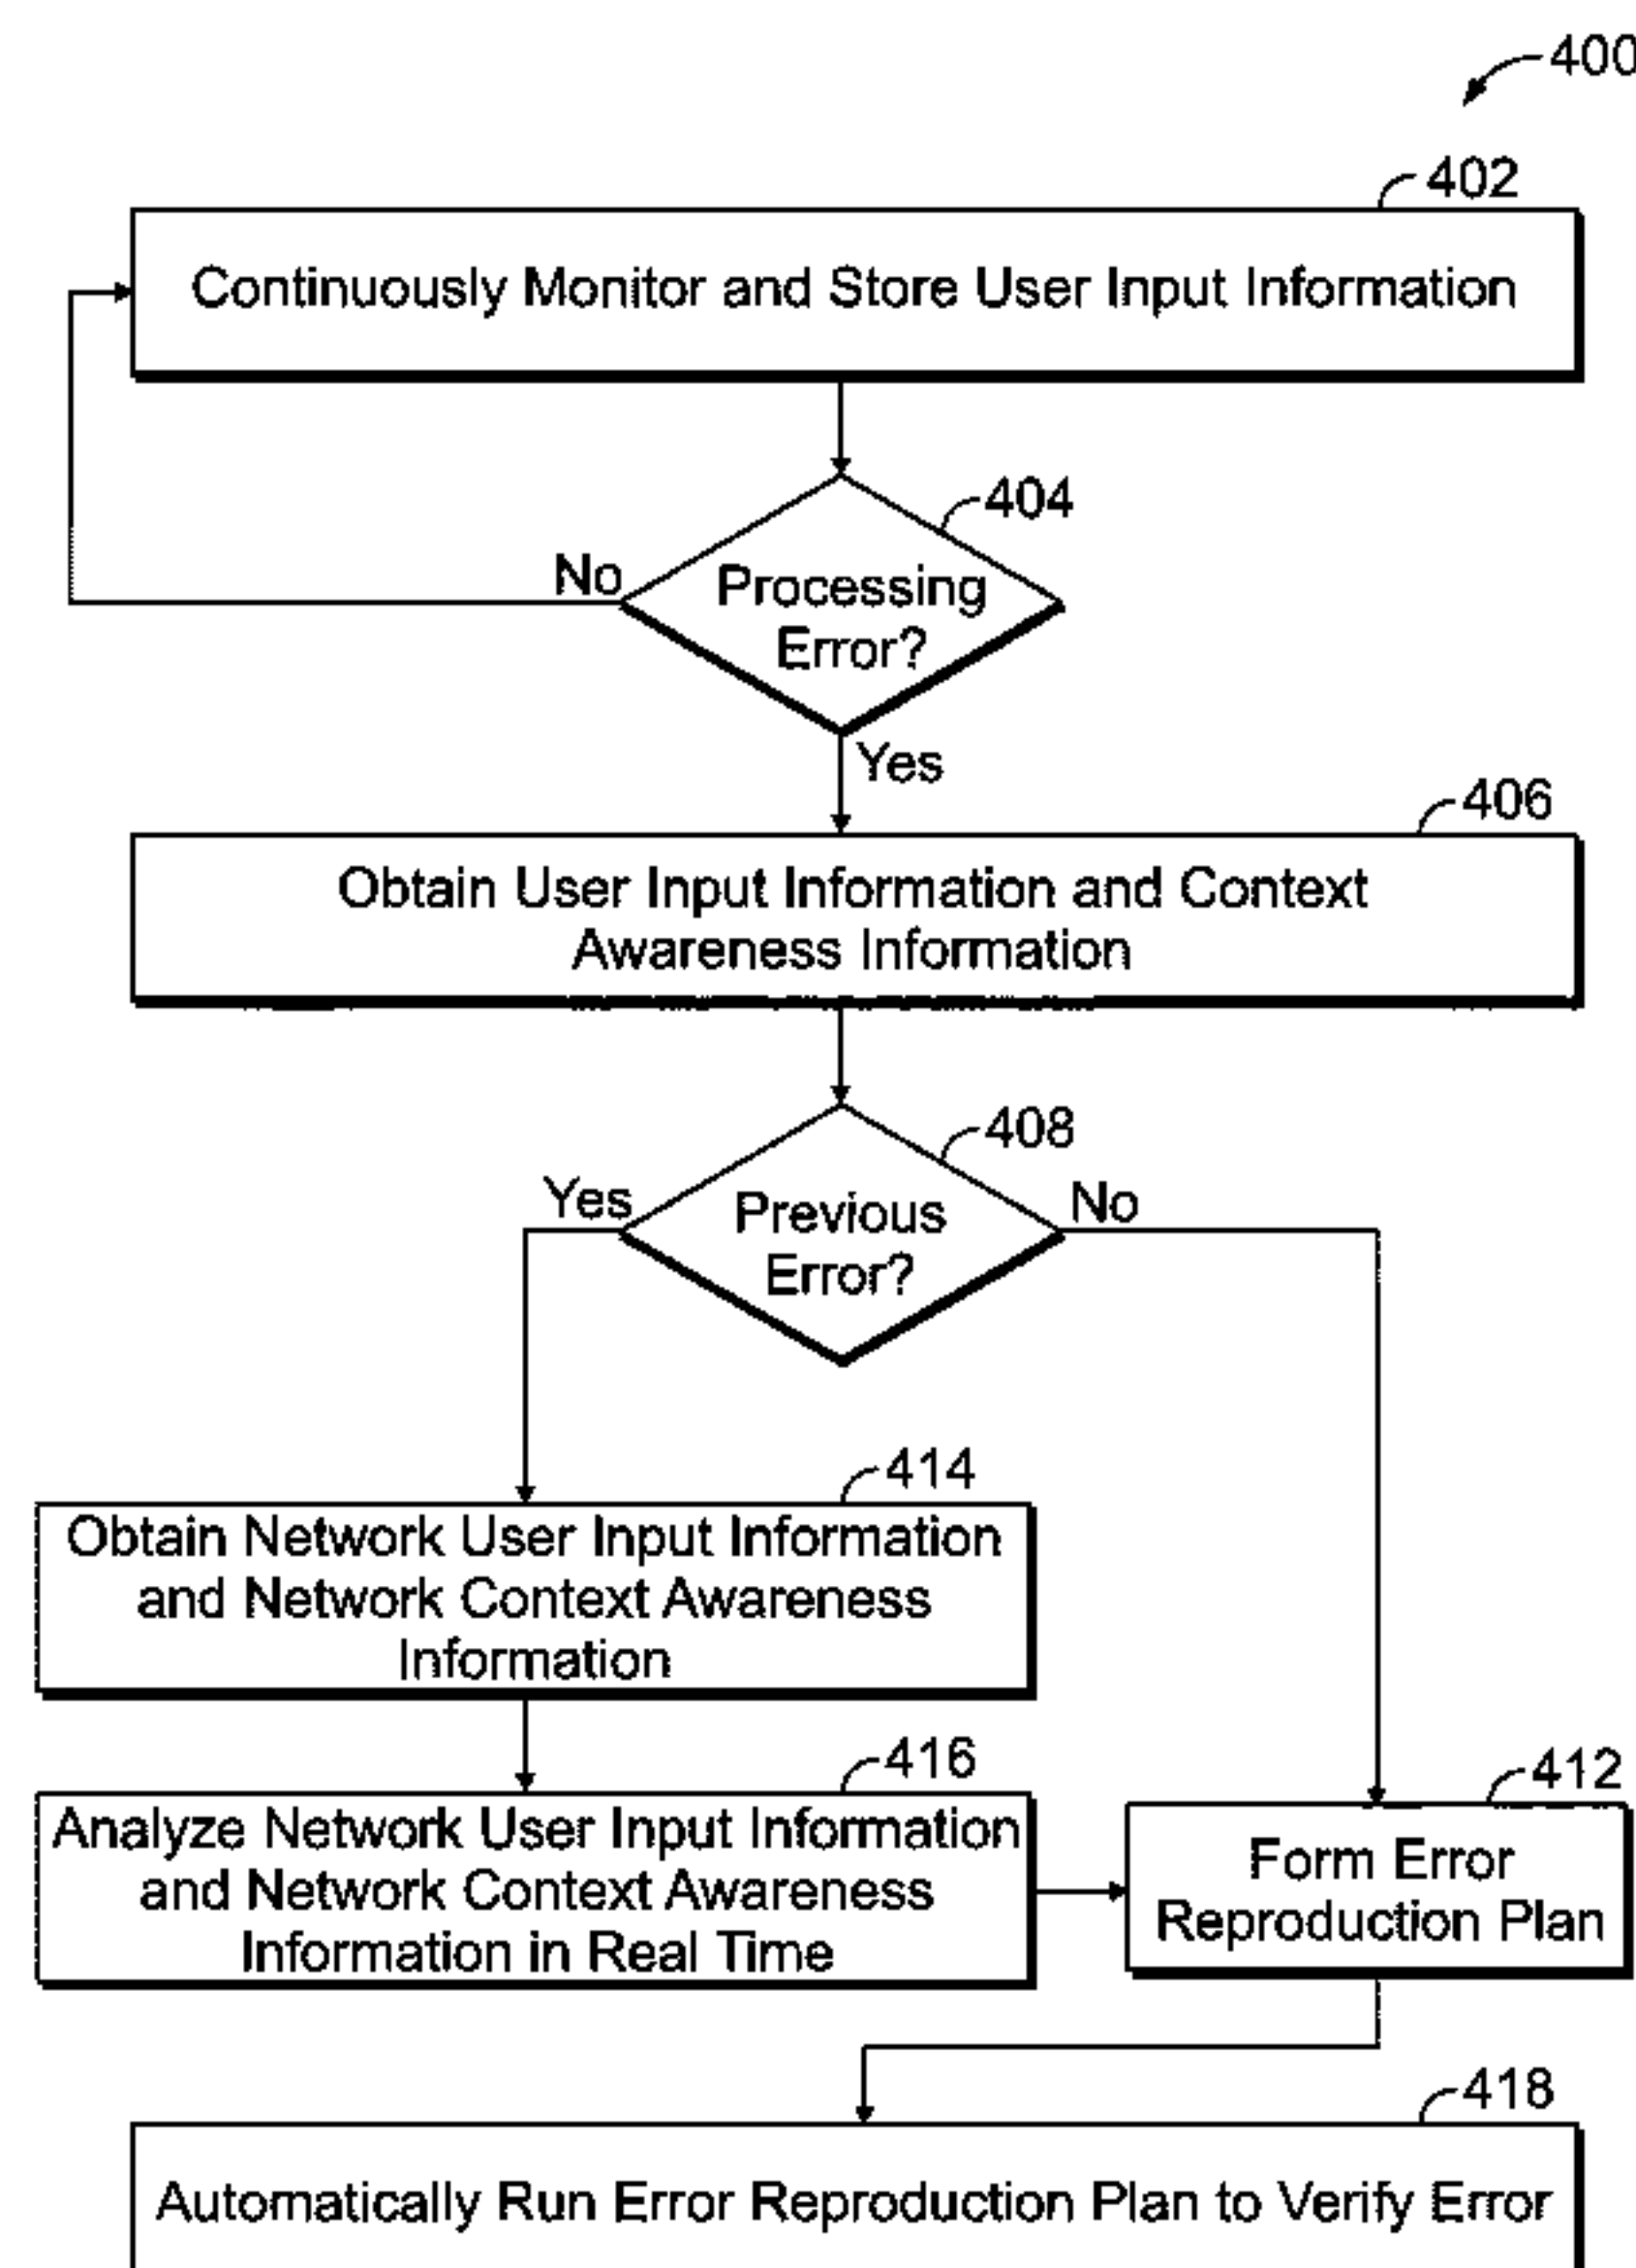 400
402
Continuously Monitor and Store User Input Information
404
No
Processing
Error?
Yes
406
Obtain User Input Information and Context
Awareness Information
408
Yes
Previous
Error?
No
414
Obtain Network User Input Information
and Network Context Awareness
Information
416
Analyze Network User Input Information
and Network Context Awareness
Information in Real Time
412
Form Error
Reproduction Plan
418
Automatically Run Error Reproduction Plan to Verify Error